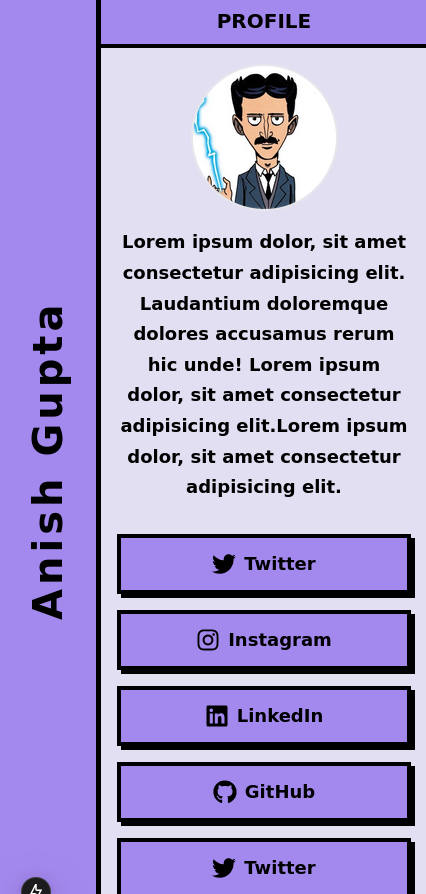 Anish Gupta
PROFILE
Lorem ipsum dolor, sit amet
consectetur adipisicing elit.
Laudantium doloremque
dolores accusamus rerum
hic unde! Lorem ipsum
dolor, sit amet consectetur
adipisicing elit.Lorem ipsum
dolor, sit amet consectetur
adipisicing elit.
Twitter
Instagram
LinkedIn
GitHub
Twitter